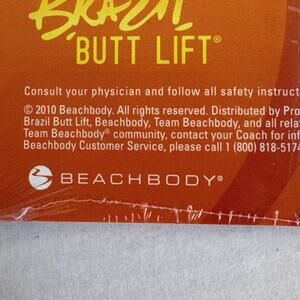 BRAZIL
BUTT LIFT®
Consult your physician and follow all safety instruct
© 2010 Beachbody. All rights reserved. Distributed by Pro
Brazil Butt Lift, Beachbody, Team Beachbody, and all rela
Team Beachbody® community, contact your Coach for inf
Beachbody Customer Service, please call 1 (800) 818-5174
BEACHBODY®